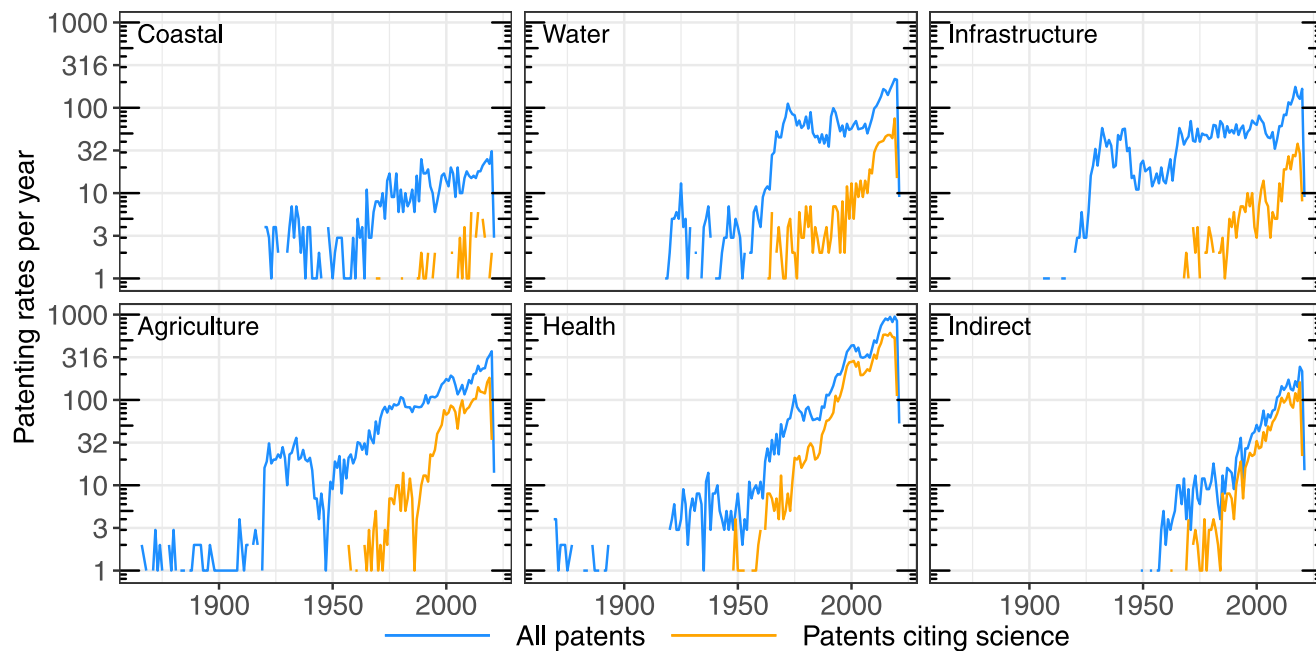 Patenting rates per year
Coastal
Water
Infrastructure
1000
316
100
32
10
3
1
Agriculture
Health
Indirect
1000
316
100
32
10
3
1
1900 1950 2000
1900 1950 2000
1900 1950 2000
All patents
Patents citing science